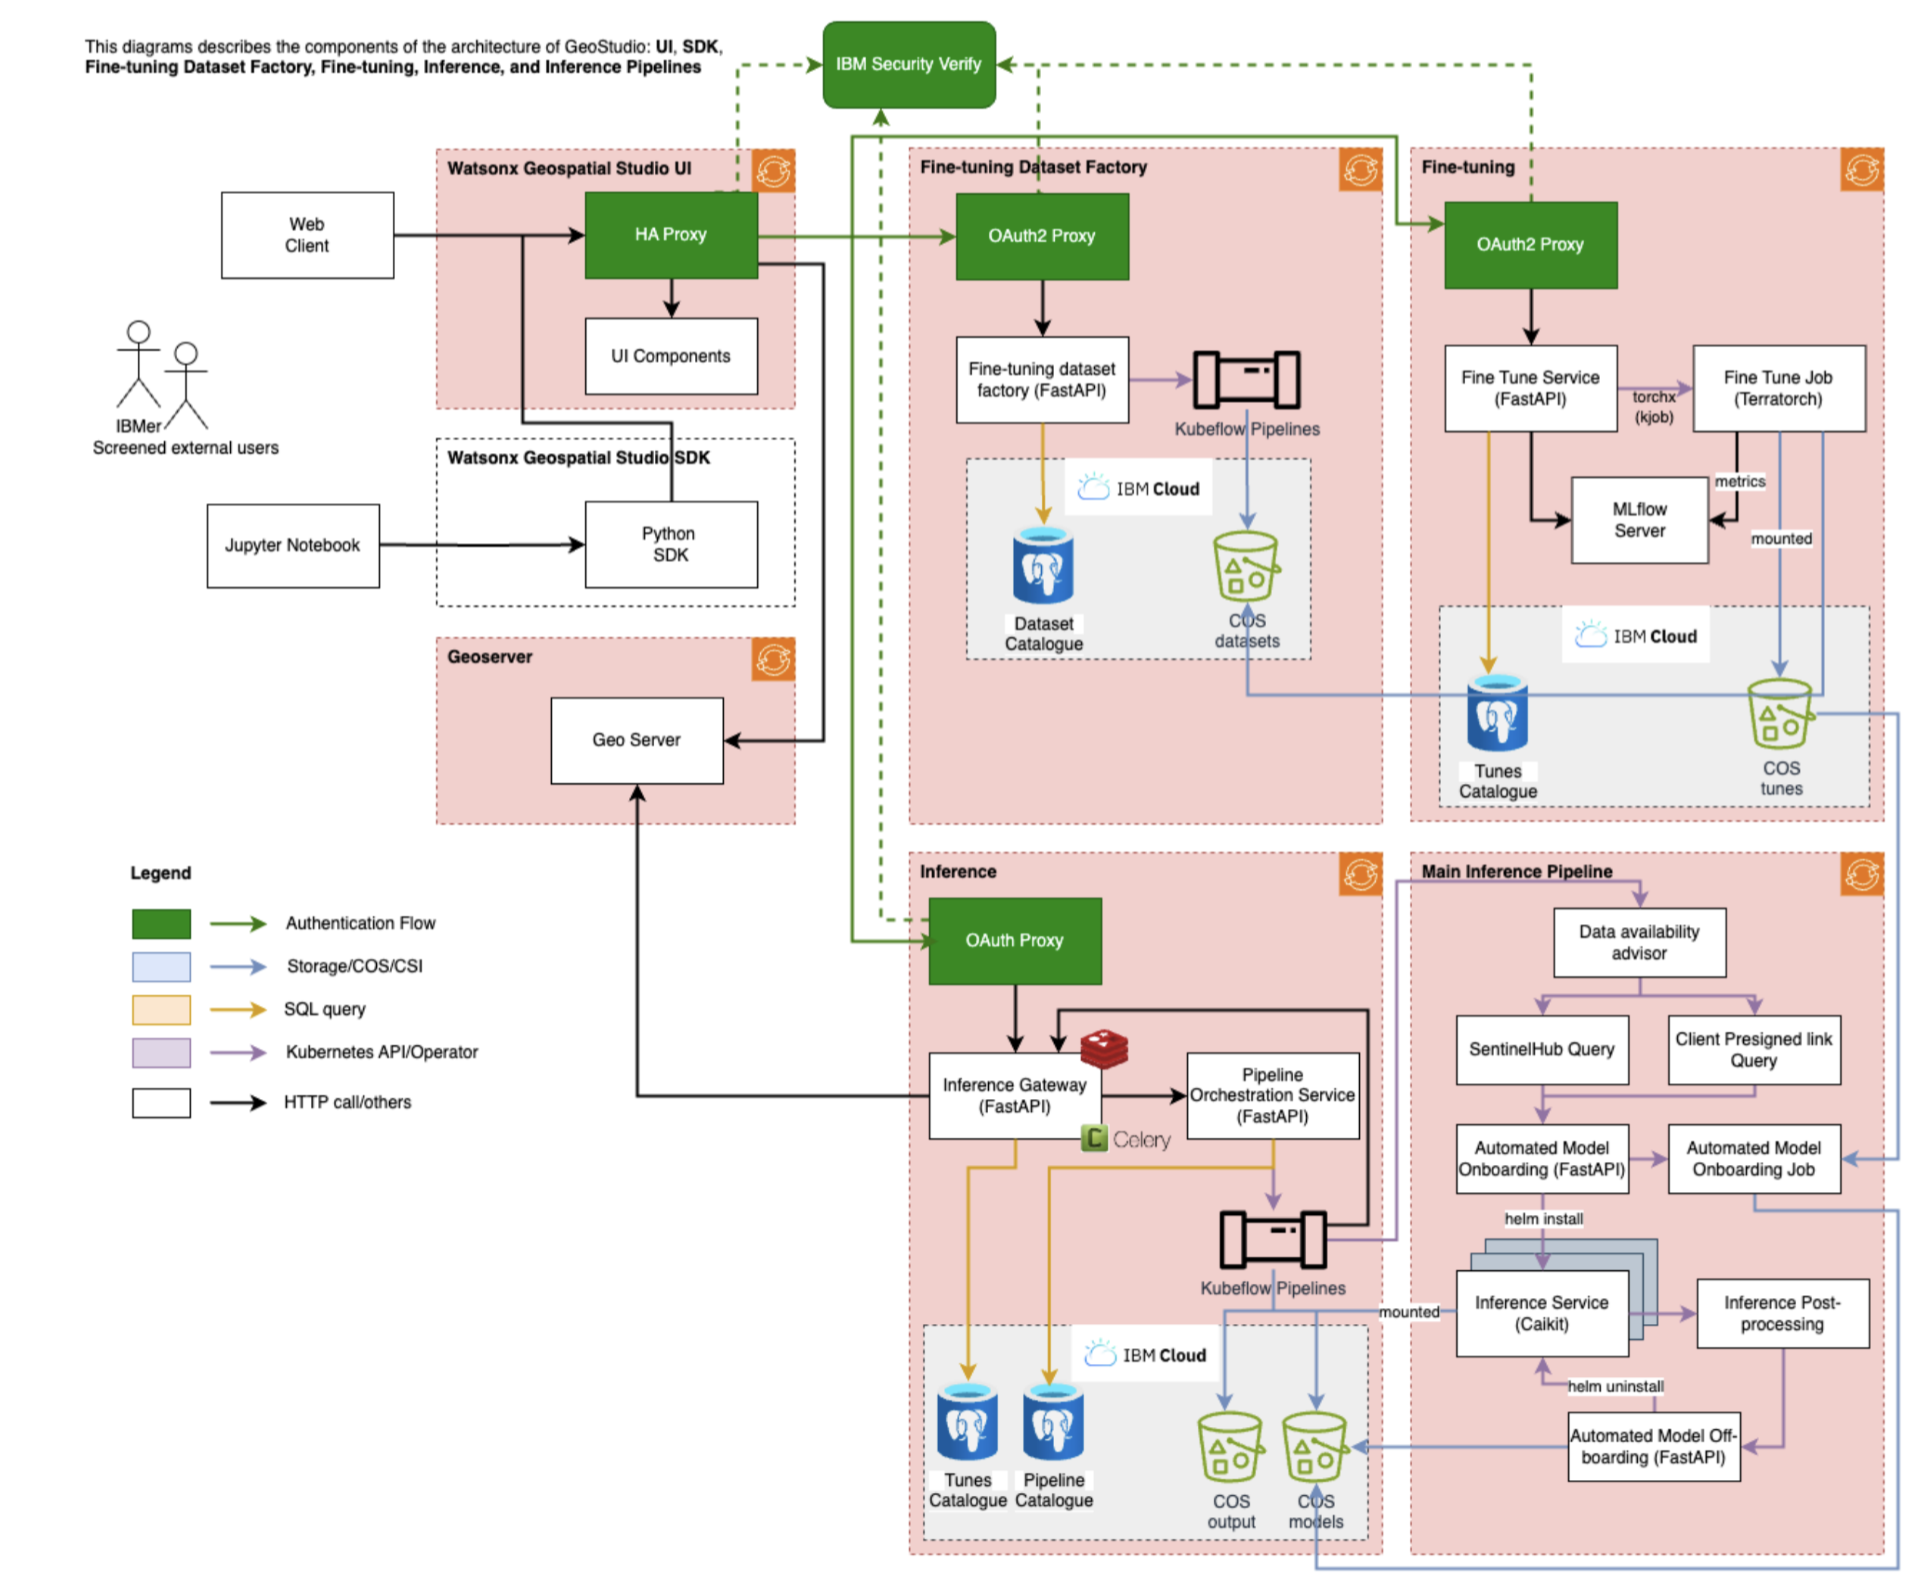 This diagrams describes the components of the architecture of GeoStudio: UI, SDK,
Fine-tuning Dataset Factory, Fine-tuning, Inference, and Inference Pipelines
IBM Security Verify
Watsonx Geospatial Studio UI
Web
Client
HA Proxy
UI Components
IBMer
Screened external users
Watsonx Geospatial Studio SDK
Jupyter Notebook
Python
SDK
Geoserver
Geo Server
Fine-tuning Dataset Factory
OAuth2 Proxy
Fine-tuning dataset
factory (FastAPI)
Kubeflow Pipelines
IBM Cloud
Dataset
Catalogue
COS
datasets
Fine-tuning
OAuth2 Proxy
Fine Tune Service
(FastAPI)
torchx
(kjob)
Fine Tune Job
(Terratorch)
metrics
MLflow
Server
mounted
IBM Cloud
Tunes
Catalogue
COS
tunes
Legend
Authentication Flow
Storage/COS/CSI
SQL query
Kubernetes API/Operator
HTTP call/others
Inference
OAuth Proxy
Inference Gateway
(FastAPI)
C Celery
Pipeline
Orchestration Service
(FastAPI)
Kubeflow Pipelines
IBM Cloud
Tunes
Catalogue
Pipeline
Catalogue
COS
output
COS
models
Main Inference Pipeline
Data availability
advisor
SentinelHub Query
Client Presigned link
Query
Automated Model
Onboarding (FastAPI)
Automated Model
Onboarding Job
helm install
mounted
Inference Service
(Caikit)
Inference Post-
processing
helm uninstall
Automated Model Off-
boarding (FastAPI)